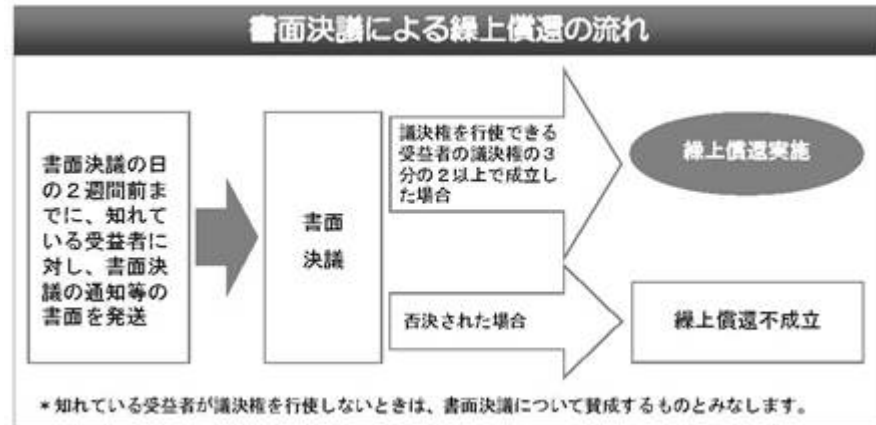 書面決議による繰上償還の流れ
書面決議の日
の２週間前ま
でに、知れて
いる受益者に
対し、書面決
議の通知等の
書面を発送
書面
決議
議決権を行使できる
受益者の議決権の３
分の２以上で成立し
た場合
繰上償還実施
否決された場合
繰上償還不成立
＊知れている受益者が議決権を行使しないときは、書面決議について賛成するものとみなします。